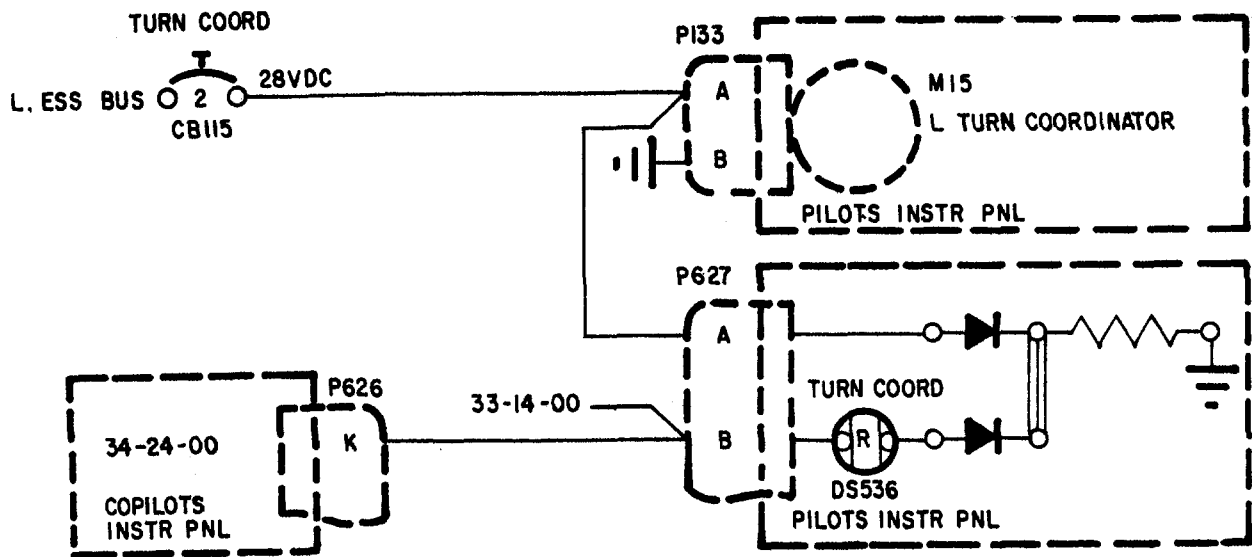 TURN COORD
L. ESS BUS 2 28VDC
CB115
P133
A
B
M15
L TURN COORDINATOR
PILOTS INSTR PNL
P627
A
B
TURN COORD
R
DS536
PILOTS INSTR PNL
33-14-00
P626
K
34-24-00
COPILOTS
INSTR PNL